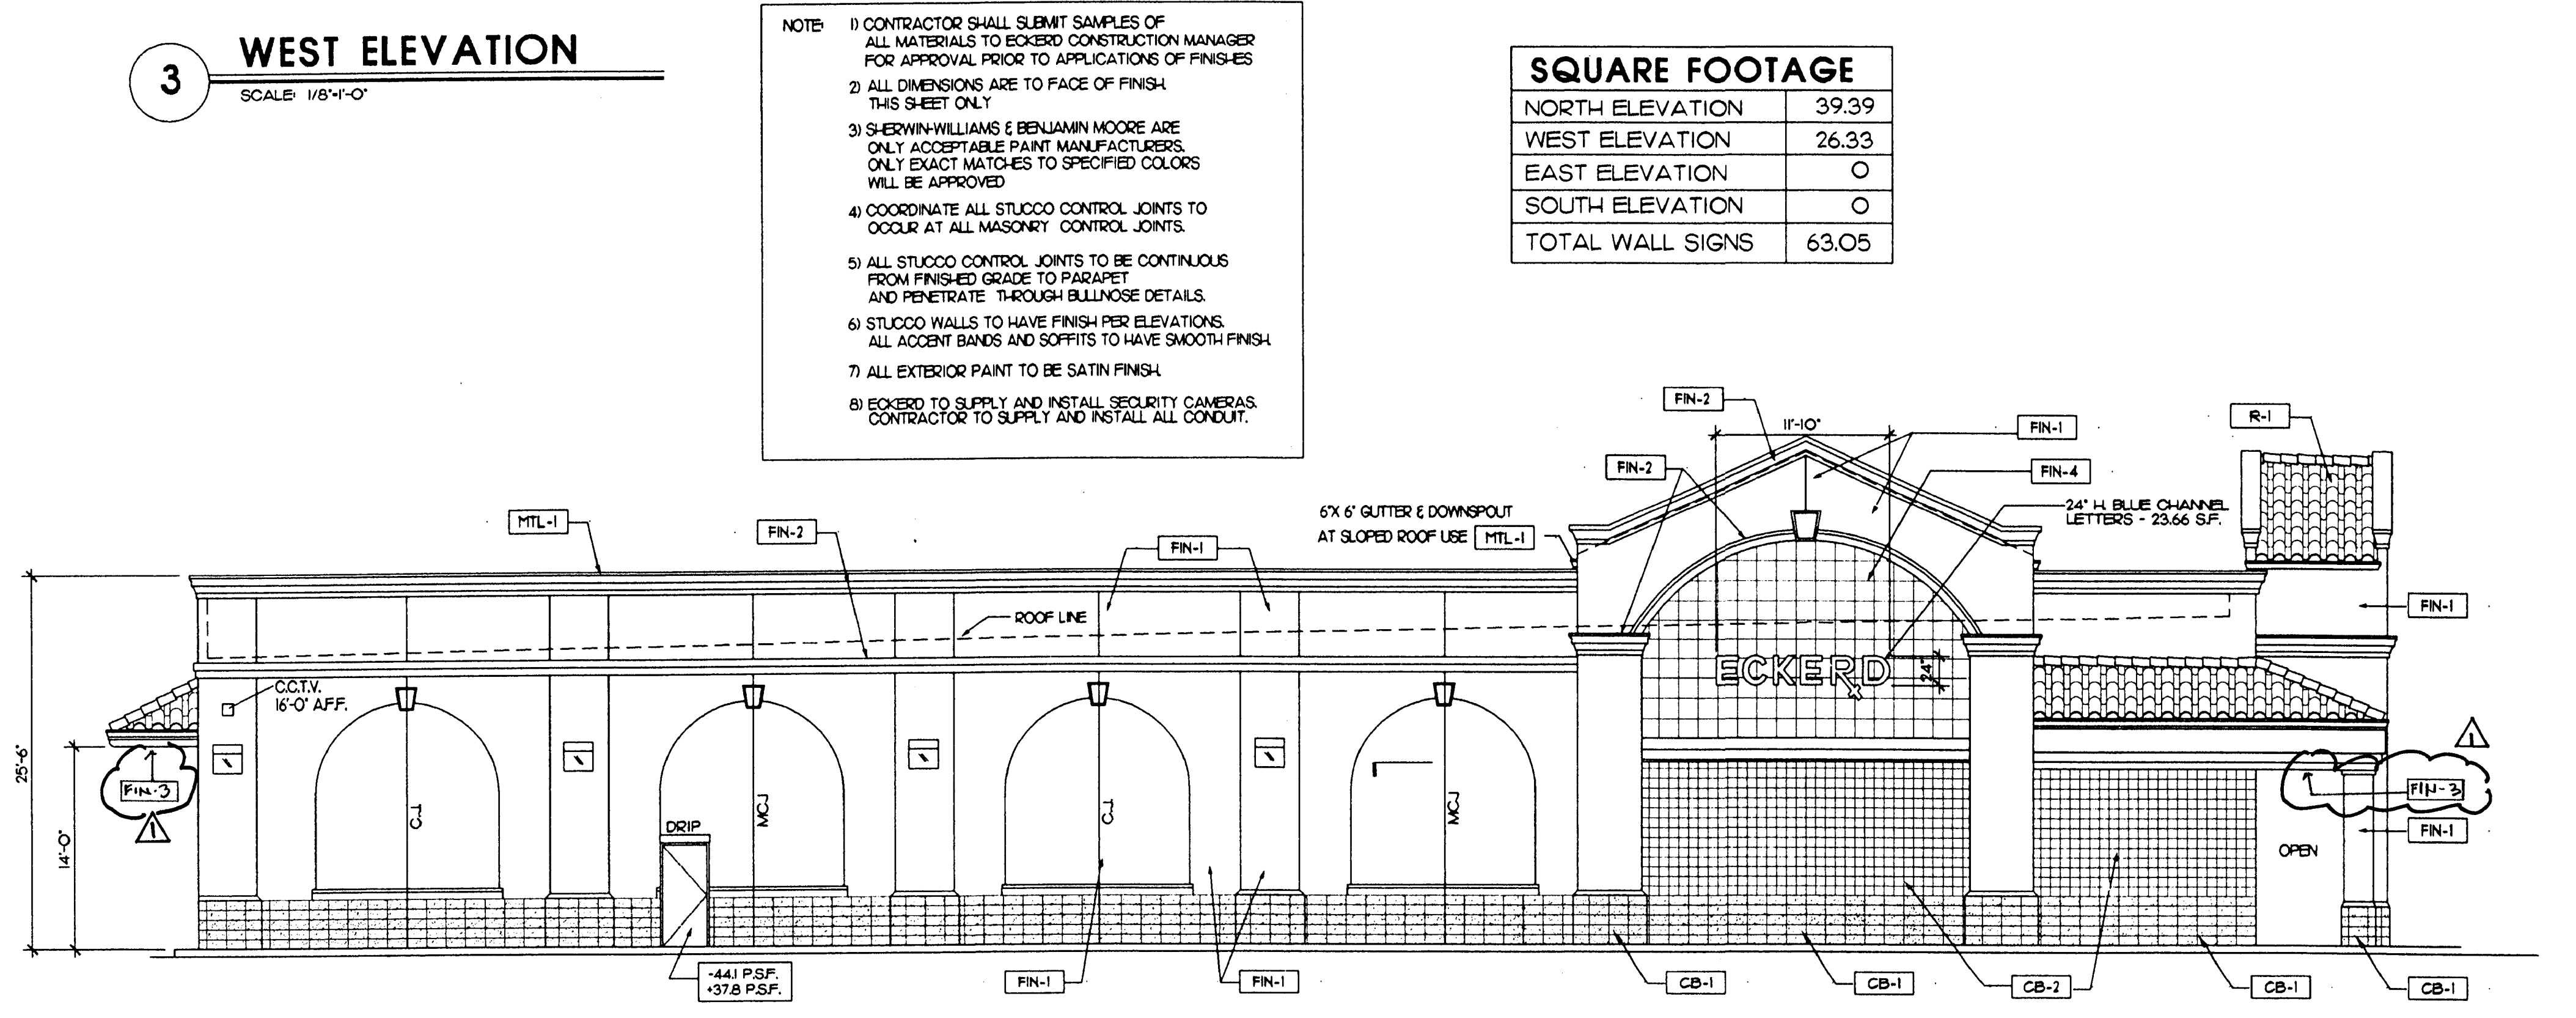 3
WEST ELEVATION
SCALE: 1/8"=1'-0"
NOTE: 1) CONTRACTOR SHALL SUBMIT SAMPLES OF
ALL MATERIALS TO ECKERD CONSTRUCTION MANAGER
FOR APPROVAL PRIOR TO APPLICATIONS OF FINISHES
2) ALL DIMENSIONS ARE TO FACE OF FINISH.
THIS SHEET ONLY
3) SHERWIN-WILLIAMS & BENJAMIN MOORE ARE
ONLY ACCEPTABLE PAINT MANUFACTURERS.
ONLY EXACT MATCHES TO SPECIFIED COLORS
WILL BE APPROVED
4) COORDINATE ALL STUCCO CONTROL JOINTS TO
OCCUR AT ALL MASONRY CONTROL JOINTS.
5) ALL STUCCO CONTROL JOINTS TO BE CONTINUOUS
FROM FINISHED GRADE TO PARAPET
AND PENETRATE THROUGH BULLNOSE DETAILS.
6) STUCCO WALLS TO HAVE FINISH PER ELEVATIONS.
ALL ACCENT BANDS AND SOFFITS TO HAVE SMOOTH FINISH.
7) ALL EXTERIOR PAINT TO BE SATIN FINISH.
8) ECKERD TO SUPPLY AND INSTALL SECURITY CAMERAS.
CONTRACTOR TO SUPPLY AND INSTALL ALL CONDUIT.
SQUARE FOOTAGE
NORTH ELEVATION 39.39
WEST ELEVATION 26.33
EAST ELEVATION 0
SOUTH ELEVATION 0
TOTAL WALL SIGNS 63.05
FIN-2
11'-10"
FIN-1
R-1
FIN-2
FIN-4
24" H. BLUE CHANNEL
LETTERS - 23.66 S.F.
6"X 6" GUTTER & DOWNSPOUT
AT SLOPED ROOF USE MTL-1
MTL-1
FIN-2
FIN-1
ROOF LINE
FIN-1
ECKERD
24"
C.C.T.V.
16'-0" A.F.F.
25'-6"
14'-0"
FIN-3
1
C.J.
MCJ
C.J.
MCJ
DRIP
1
FIN-3
FIN-1
OPEN
-44.1 P.S.F.
+37.8 P.S.F.
FIN-1
FIN-1
CB-1
CB-1
CB-2
CB-1
CB-1